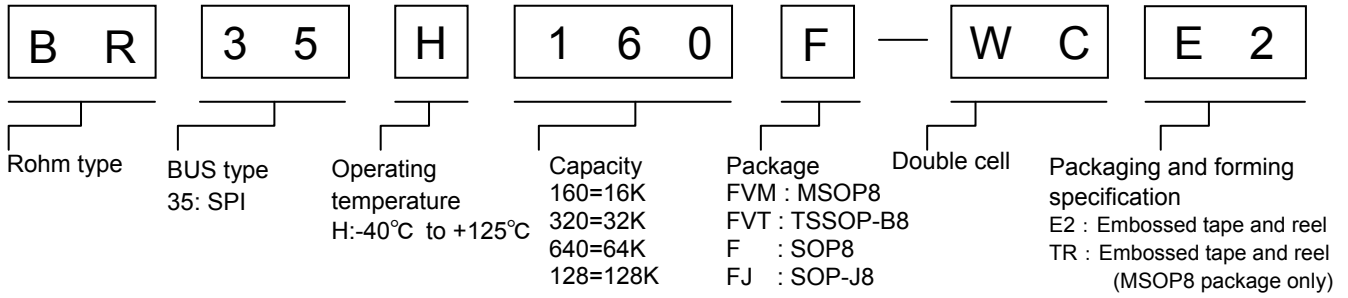 B R 3 5 H 1 6 0 F — W C E 2
Rohm type
BUS type
35: SPI
Operating
temperature
H:-40℃ to +125℃
Capacity
160=16K
320=32K
640=64K
128=128K
Package
FVM : MSOP8
FVT : TSSOP-B8
F : SOP8
FJ : SOP-J8
Double cell
Packaging and forming
specification
E2 : Embossed tape and reel
TR : Embossed tape and reel
(MSOP8 package only)